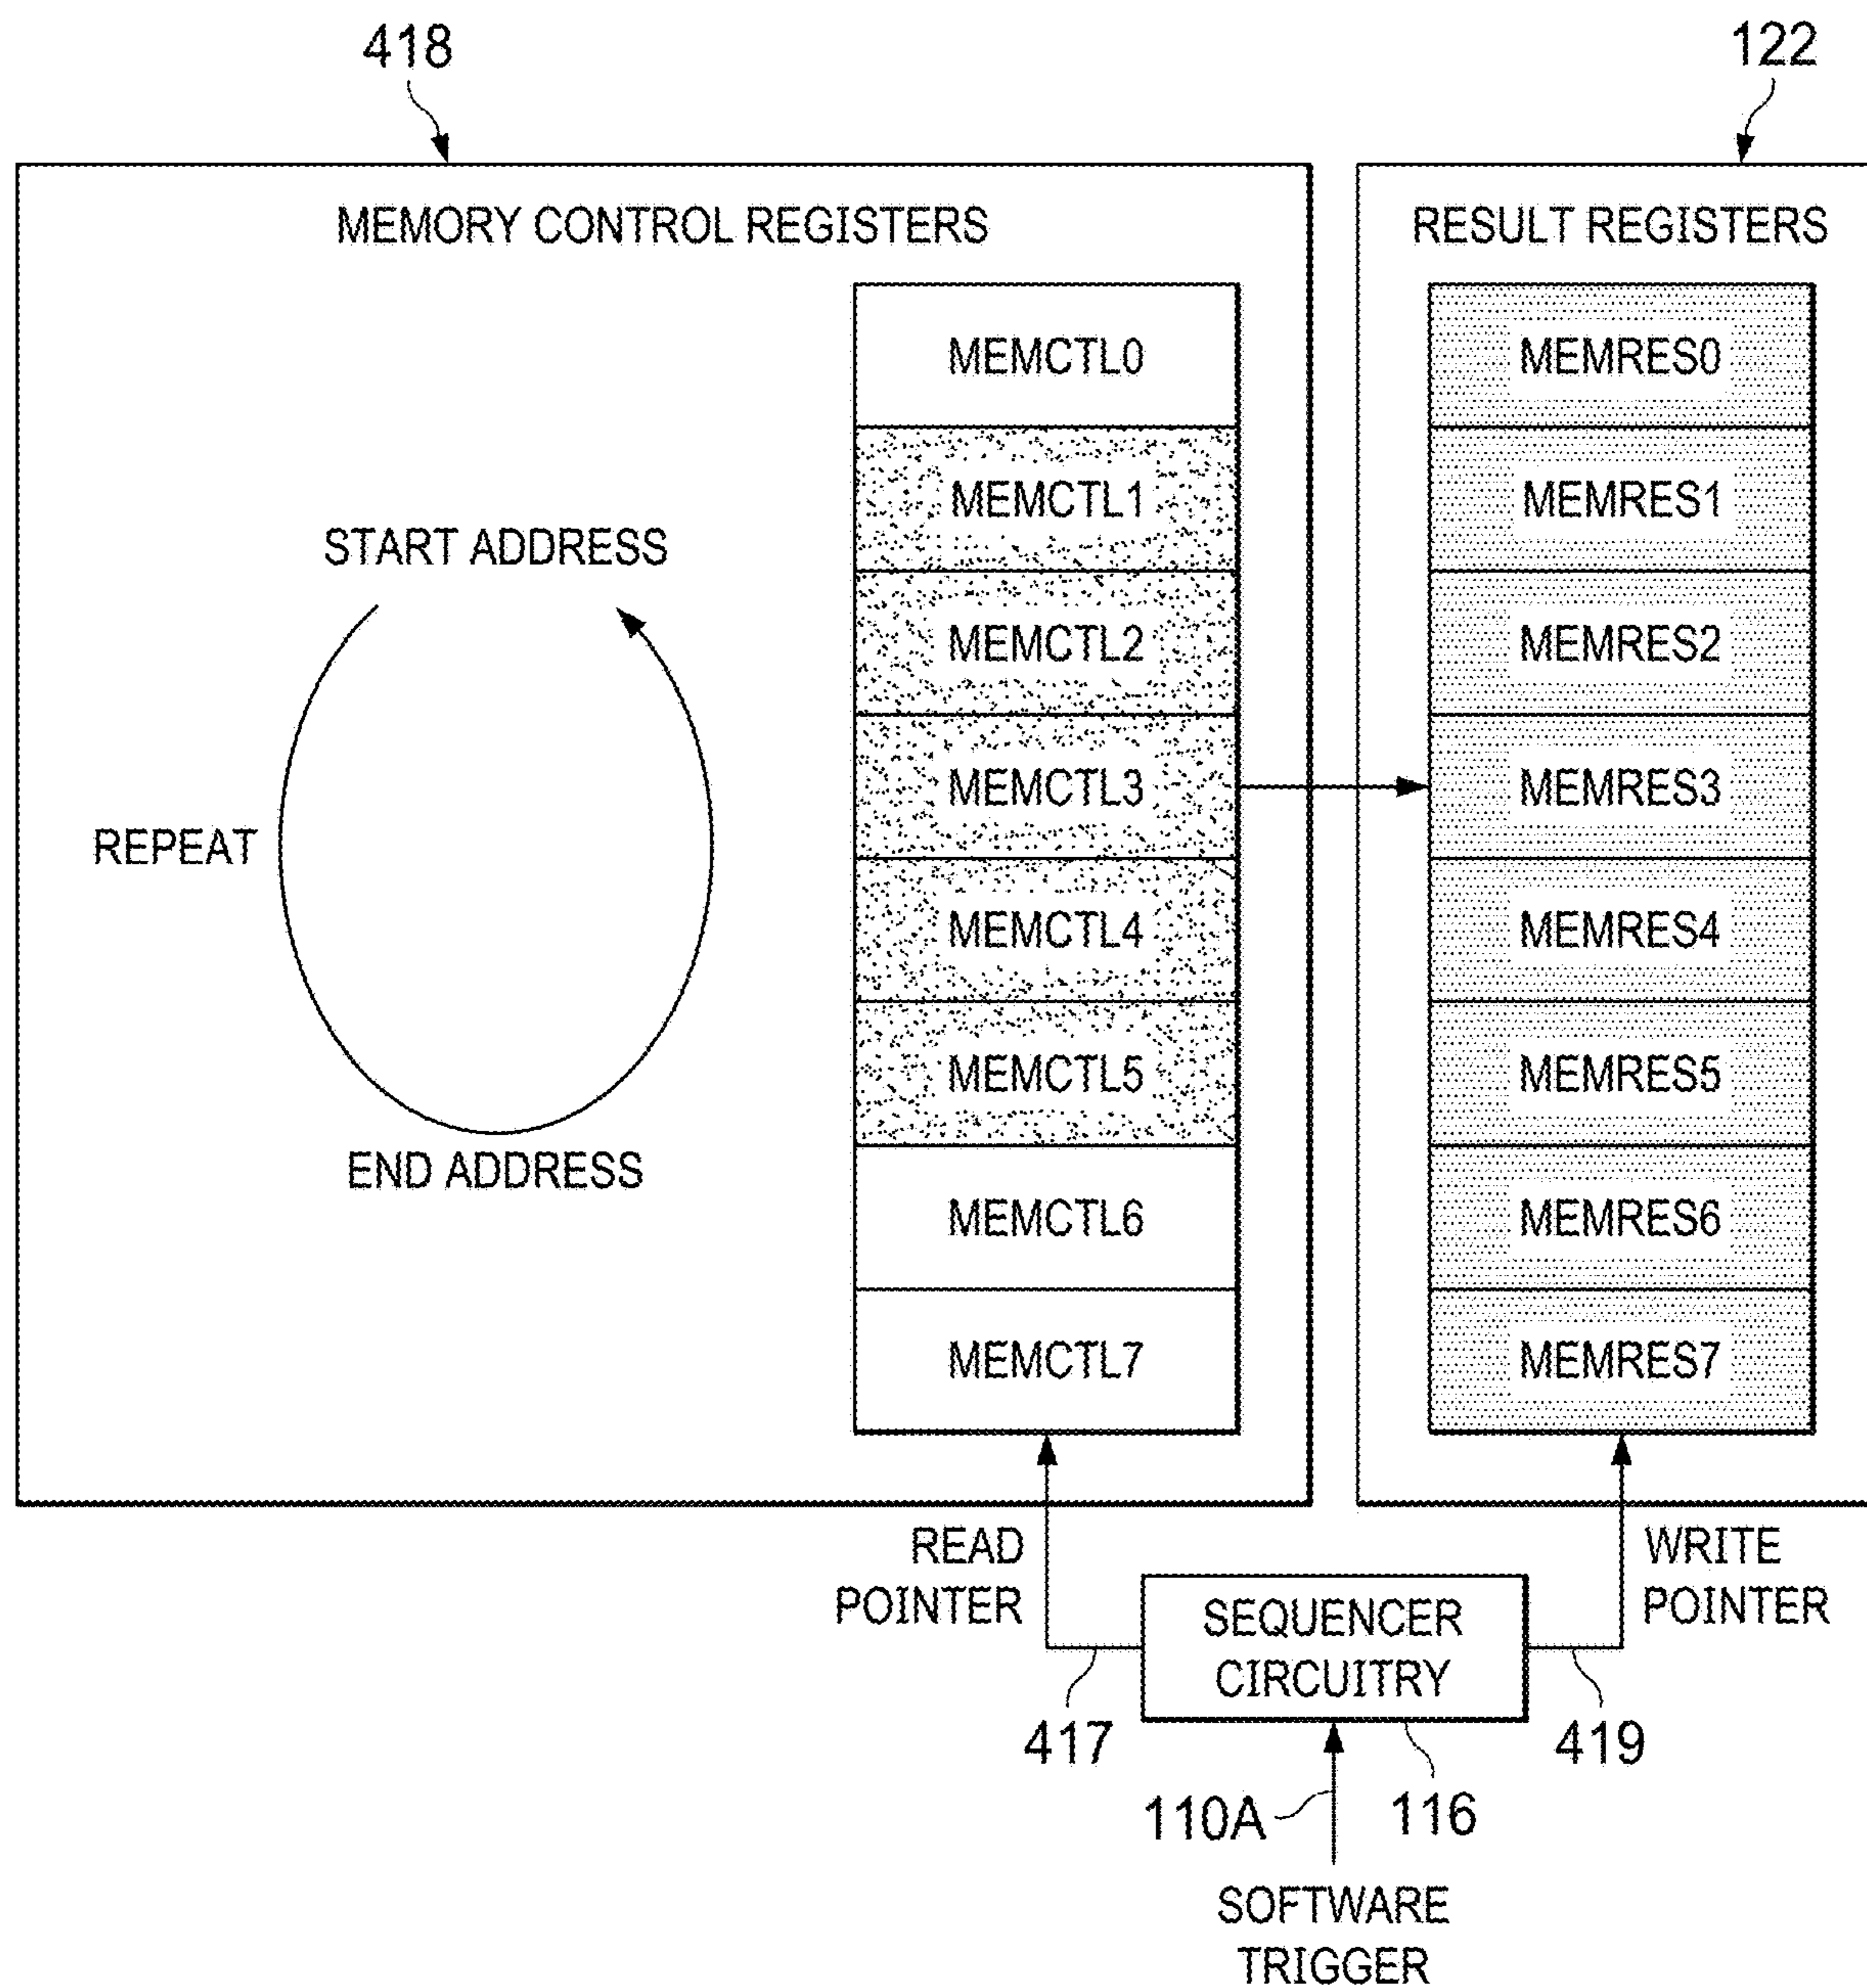 418
122
MEMORY CONTROL REGISTERS
RESULT REGISTERS
START ADDRESS
REPEAT
END ADDRESS
MEMCTL0
MEMCTL1
MEMCTL2
MEMCTL3
MEMCTL4
MEMCTL5
MEMCTL6
MEMCTL7
MEMRES0
MEMRES1
MEMRES2
MEMRES3
MEMRES4
MEMRES5
MEMRES6
MEMRES7
READ
POINTER
WRITE
POINTER
SEQUENCER
CIRCUITRY
417
419
110A
116
SOFTWARE
TRIGGER